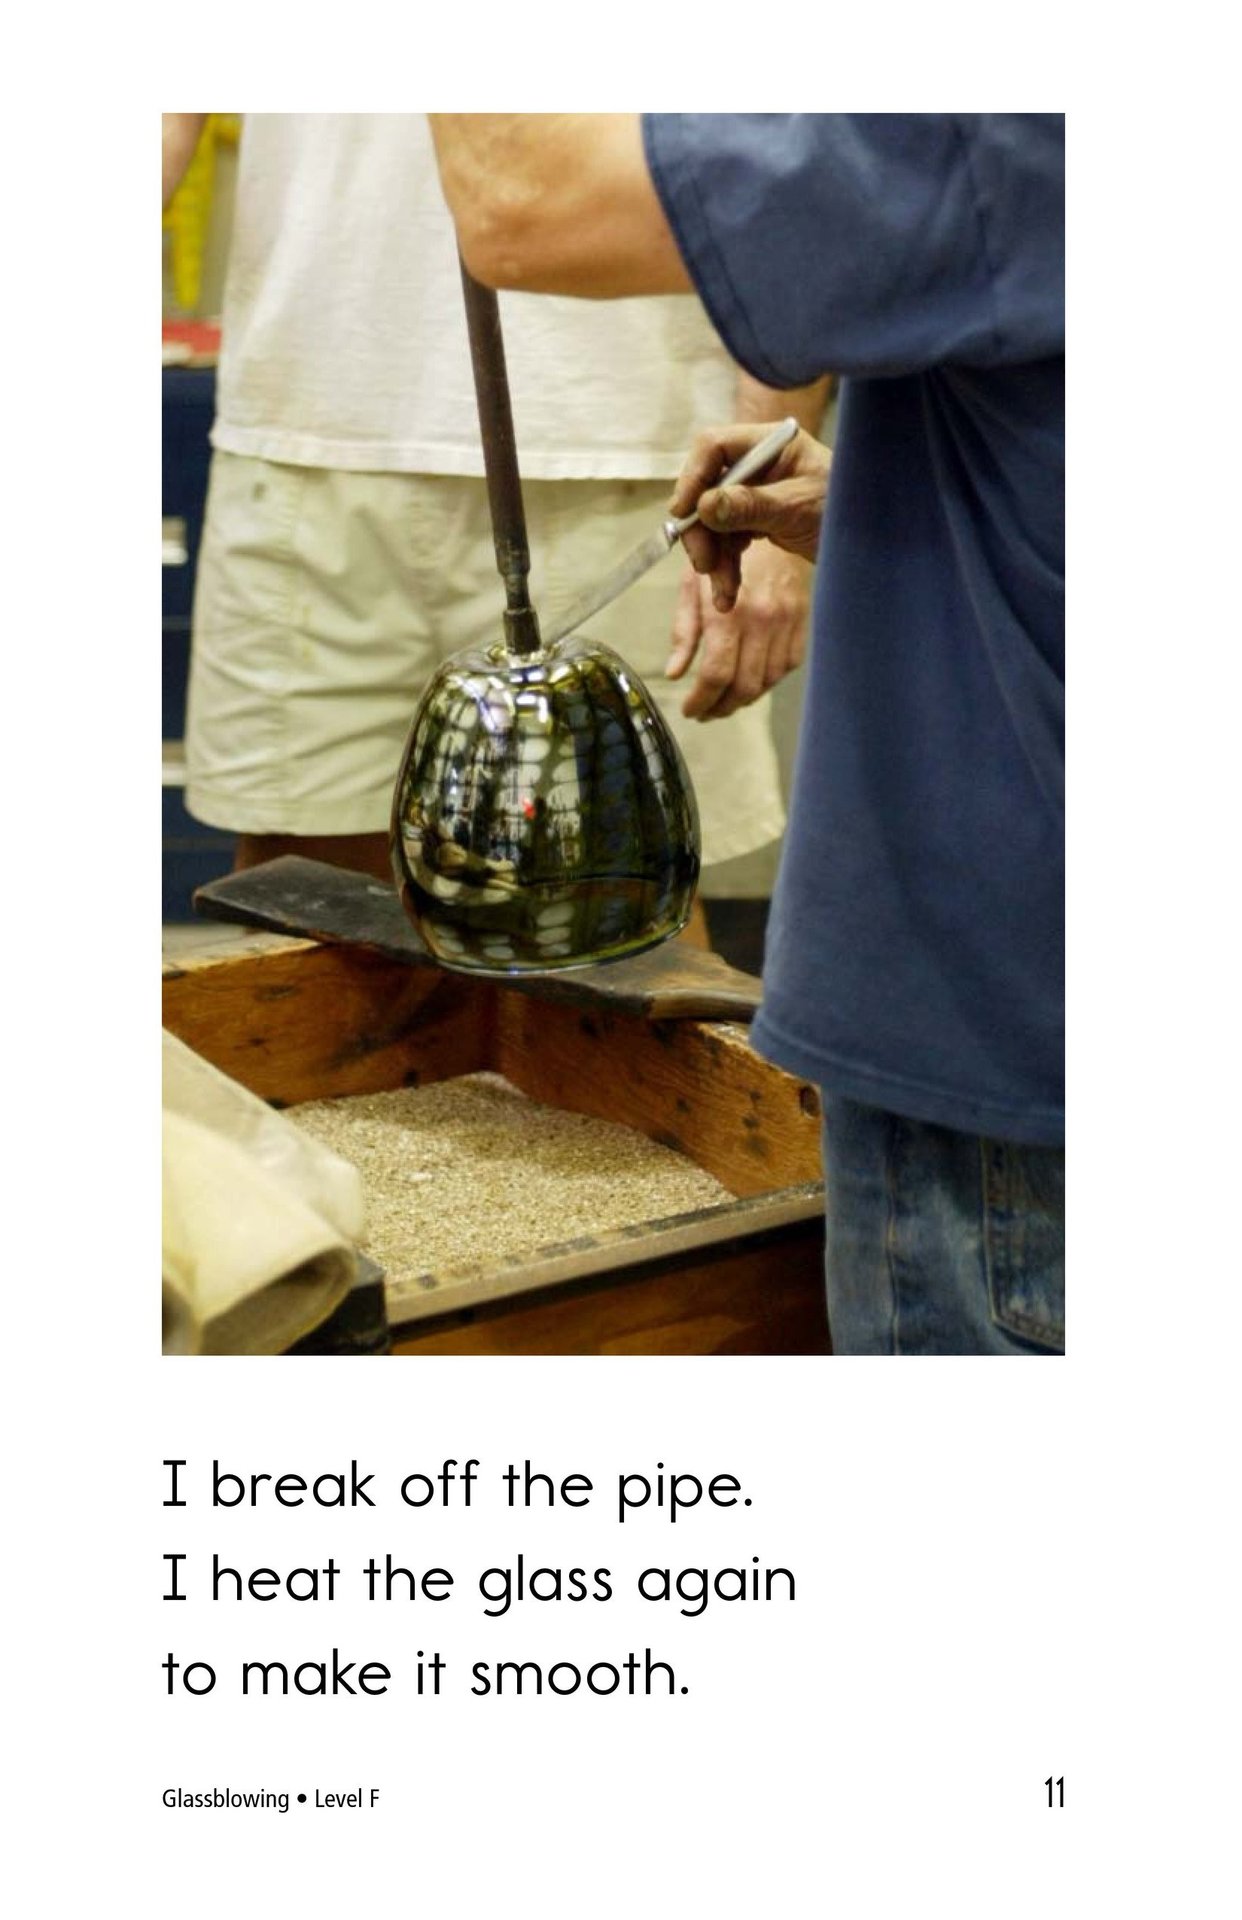 I break off the pipe.
I heat the glass again
to make it smooth.
Glassblowing • Level F
11